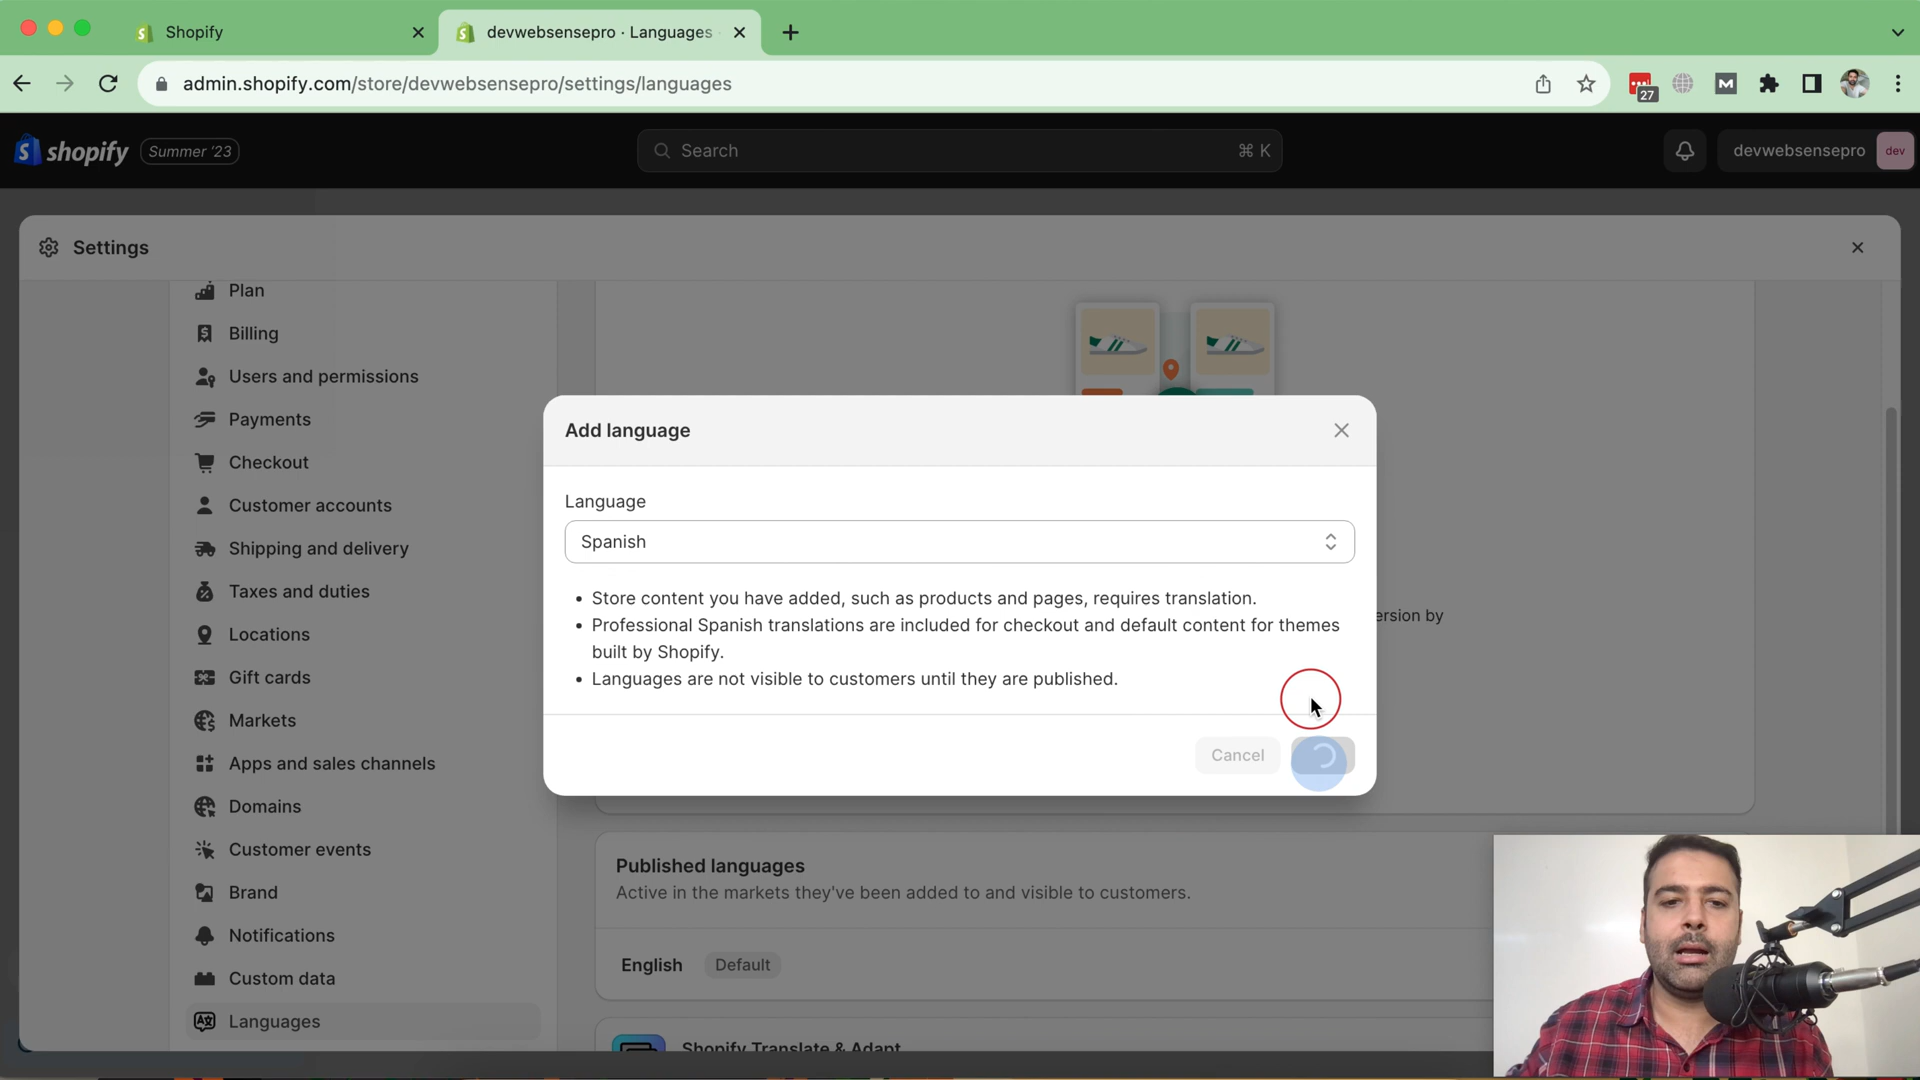 Shopify
devwebsensepro · Languages
admin.shopify.com/store/devwebsensepro/settings/languages
27
M
shopify
Summer '23
Search
⌘ K
devwebsensepro
dev
Settings
Plan
Billing
Users and permissions
Payments
Checkout
Customer accounts
Shipping and delivery
Taxes and duties
Locations
Gift cards
Markets
Apps and sales channels
Domains
Customer events
Brand
Notifications
Custom data
Languages
Add language
Language
Spanish
• Store content you have added, such as products and pages, requires translation.
• Professional Spanish translations are included for checkout and default content for themes
built by Shopify.
• Languages are not visible to customers until they are published.
ersion by
Cancel
Published languages
Active in the markets they've been added to and visible to customers.
English
Default
Shopify Translate & Adapt